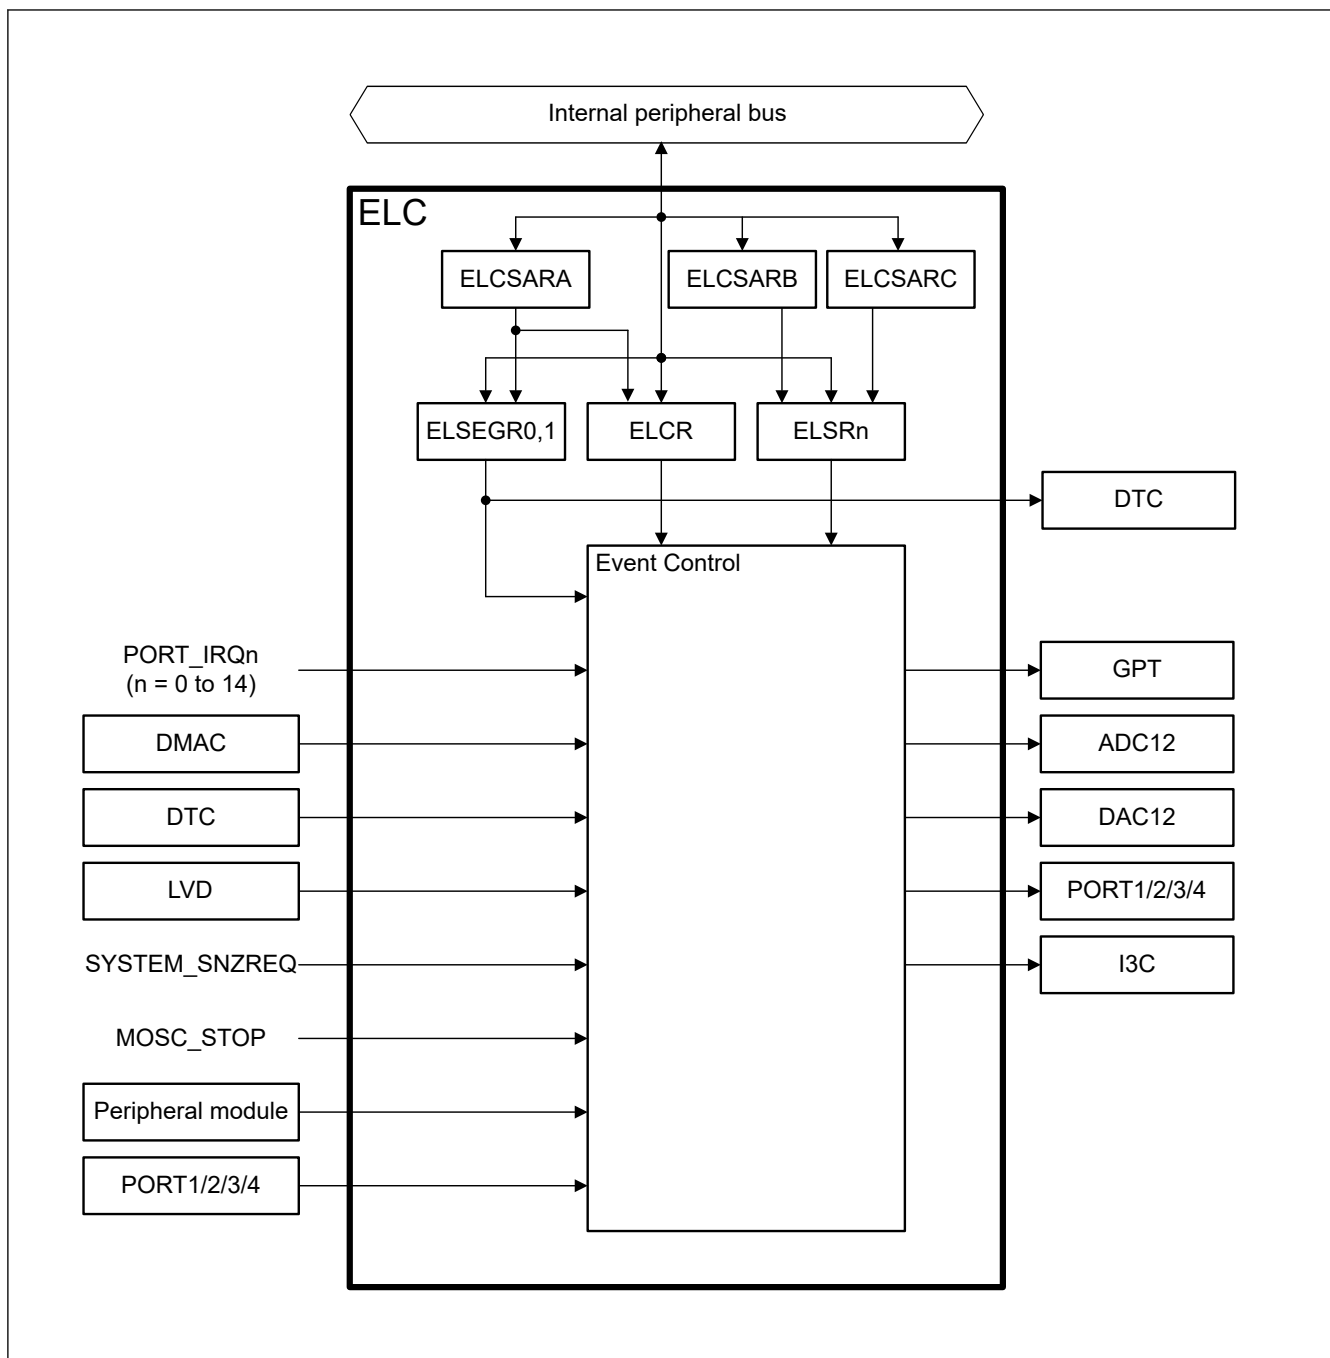 Internal peripheral bus
ELC
ELCSARA
ELCSARB
ELCSARC
ELSEGR0,1
ELCR
ELSRn
DTC
Event Control
PORT_IRQn
(n = 0 to 14)
GPT
DMAC
ADC12
DTC
DAC12
LVD
PORT1/2/3/4
SYSTEM_SNZREQ
I3C
MOSC_STOP
Peripheral module
PORT1/2/3/4